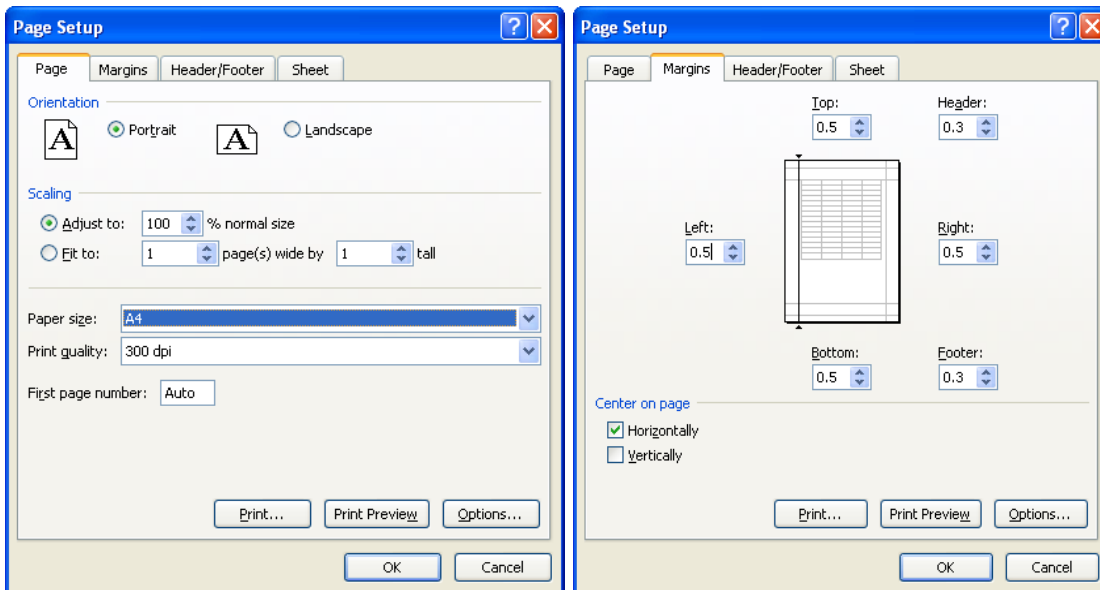 Page Setup
Page Margins Header/Footer Sheet
Orientation
A Portrait A Landscape
Scaling
Adjust to: 100 % normal size
Fit to: 1 page(s) wide by 1 tall
Paper size: A4
Print quality: 300 dpi
First page number: Auto
Print... Print Preview Options...
OK Cancel
Page Setup
Page Margins Header/Footer Sheet
Top: Header:
0.5 0.3
Left: Right:
0.5 0.5
Bottom: Footer:
0.5 0.3
Center on page
Horizontally
Vertically
Print... Print Preview Options...
OK Cancel